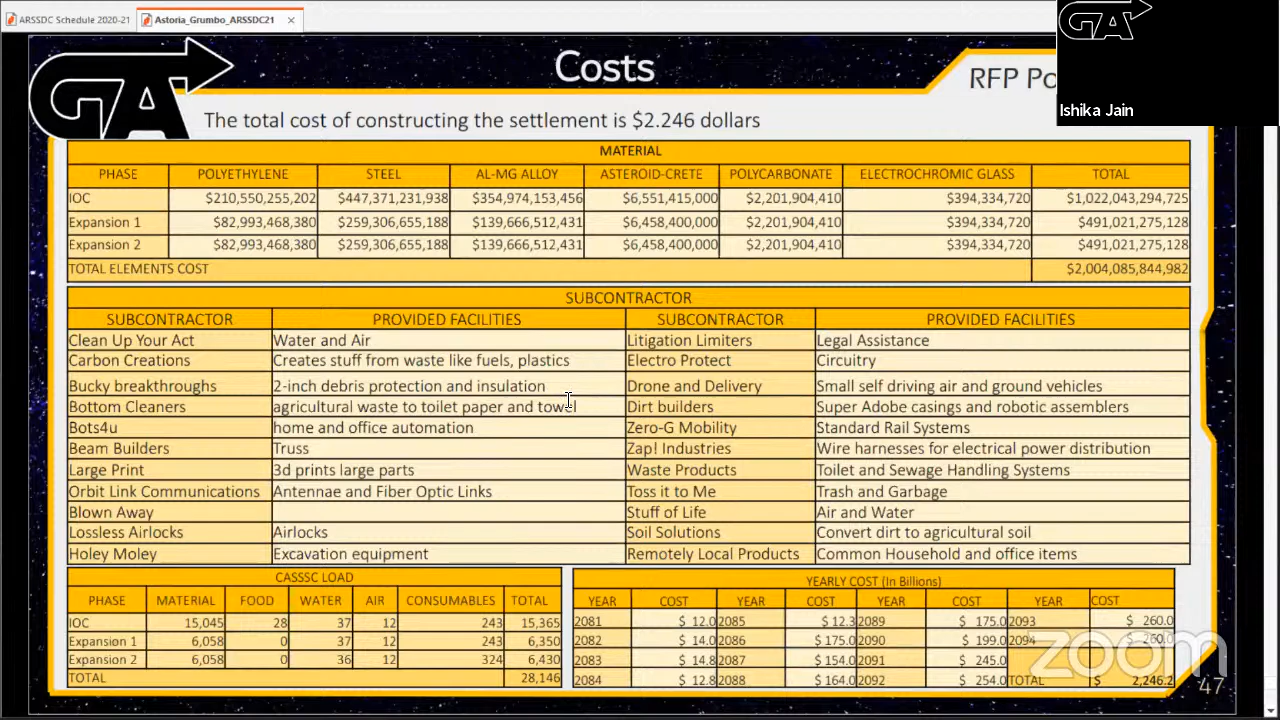 ARSSDC Schedule 2020-21 Astoria_Grumbo_ARSSDC21 ×
GA
GA
Costs
RFP Po
Ishika Jain
The total cost of constructing the settlement is $2.246 dollars
MATERIAL
PHASE POLYETHYLENE STEEL AL-MG ALLOY ASTEROID-CRETE POLYCARBONATE ELECTROCHROMIC GLASS TOTAL
IOC $210,550,255,202 $447,371,231,938 $354,974,153,456 $6,551,415,000 $2,201,904,410 $394,334,720 $1,022,043,294,725
Expansion 1 $82,993,468,380 $259,306,655,188 $139,666,512,431 $6,458,400,000 $2,201,904,410 $394,334,720 $491,021,275,128
Expansion 2 $82,993,468,380 $259,306,655,188 $139,666,512,431 $6,458,400,000 $2,201,904,410 $394,334,720 $491,021,275,128
TOTAL ELEMENTS COST $2,004,085,844,982
SUBCONTRACTOR
SUBCONTRACTOR PROVIDED FACILITIES SUBCONTRACTOR PROVIDED FACILITIES
Clean Up Your Act Water and Air Litigation Limiters Legal Assistance
Carbon Creations Creates stuff from waste like fuels, plastics Electro Protect Circuitry
Bucky breakthroughs 2-inch debris protection and insulation Drone and Delivery Small self driving air and ground vehicles
Bottom Cleaners agricultural waste to toilet paper and towel Dirt builders Super Adobe casings and robotic assemblers
Bots4u home and office automation Zero-G Mobility Standard Rail Systems
Beam Builders Truss Zap! Industries Wire harnesses for electrical power distribution
Large Print 3d prints large parts Waste Products Toilet and Sewage Handling Systems
Orbit Link Communications Antennae and Fiber Optic Links Toss it to Me Trash and Garbage
Blown Away Stuff of Life Air and Water
Lossless Airlocks Airlocks Soil Solutions Convert dirt to agricultural soil
Holey Moley Excavation equipment Remotely Local Products Common Household and office items
CASSSC LOAD
PHASE MATERIAL FOOD WATER AIR CONSUMABLES TOTAL
IOC 15,045 28 37 12 243 15,365
Expansion 1 6,058 0 37 12 243 6,350
Expansion 2 6,058 0 36 12 324 6,430
TOTAL 28,146
YEARLY COST (In Billions)
YEAR COST YEAR COST YEAR COST YEAR COST
2081 $ 12.0 2085 $ 12.3 2089 $ 175.0 2093 $ 260.0
2082 $ 14.0 2086 $ 175.0 2090 $ 199.0 2094 $ 260.0
2083 $ 14.8 2087 $ 154.0 2091 $ 245.0
2084 $ 12.8 2088 $ 164.0 2092 $ 254.0 TOTAL $ 2,246.2
zoom
47